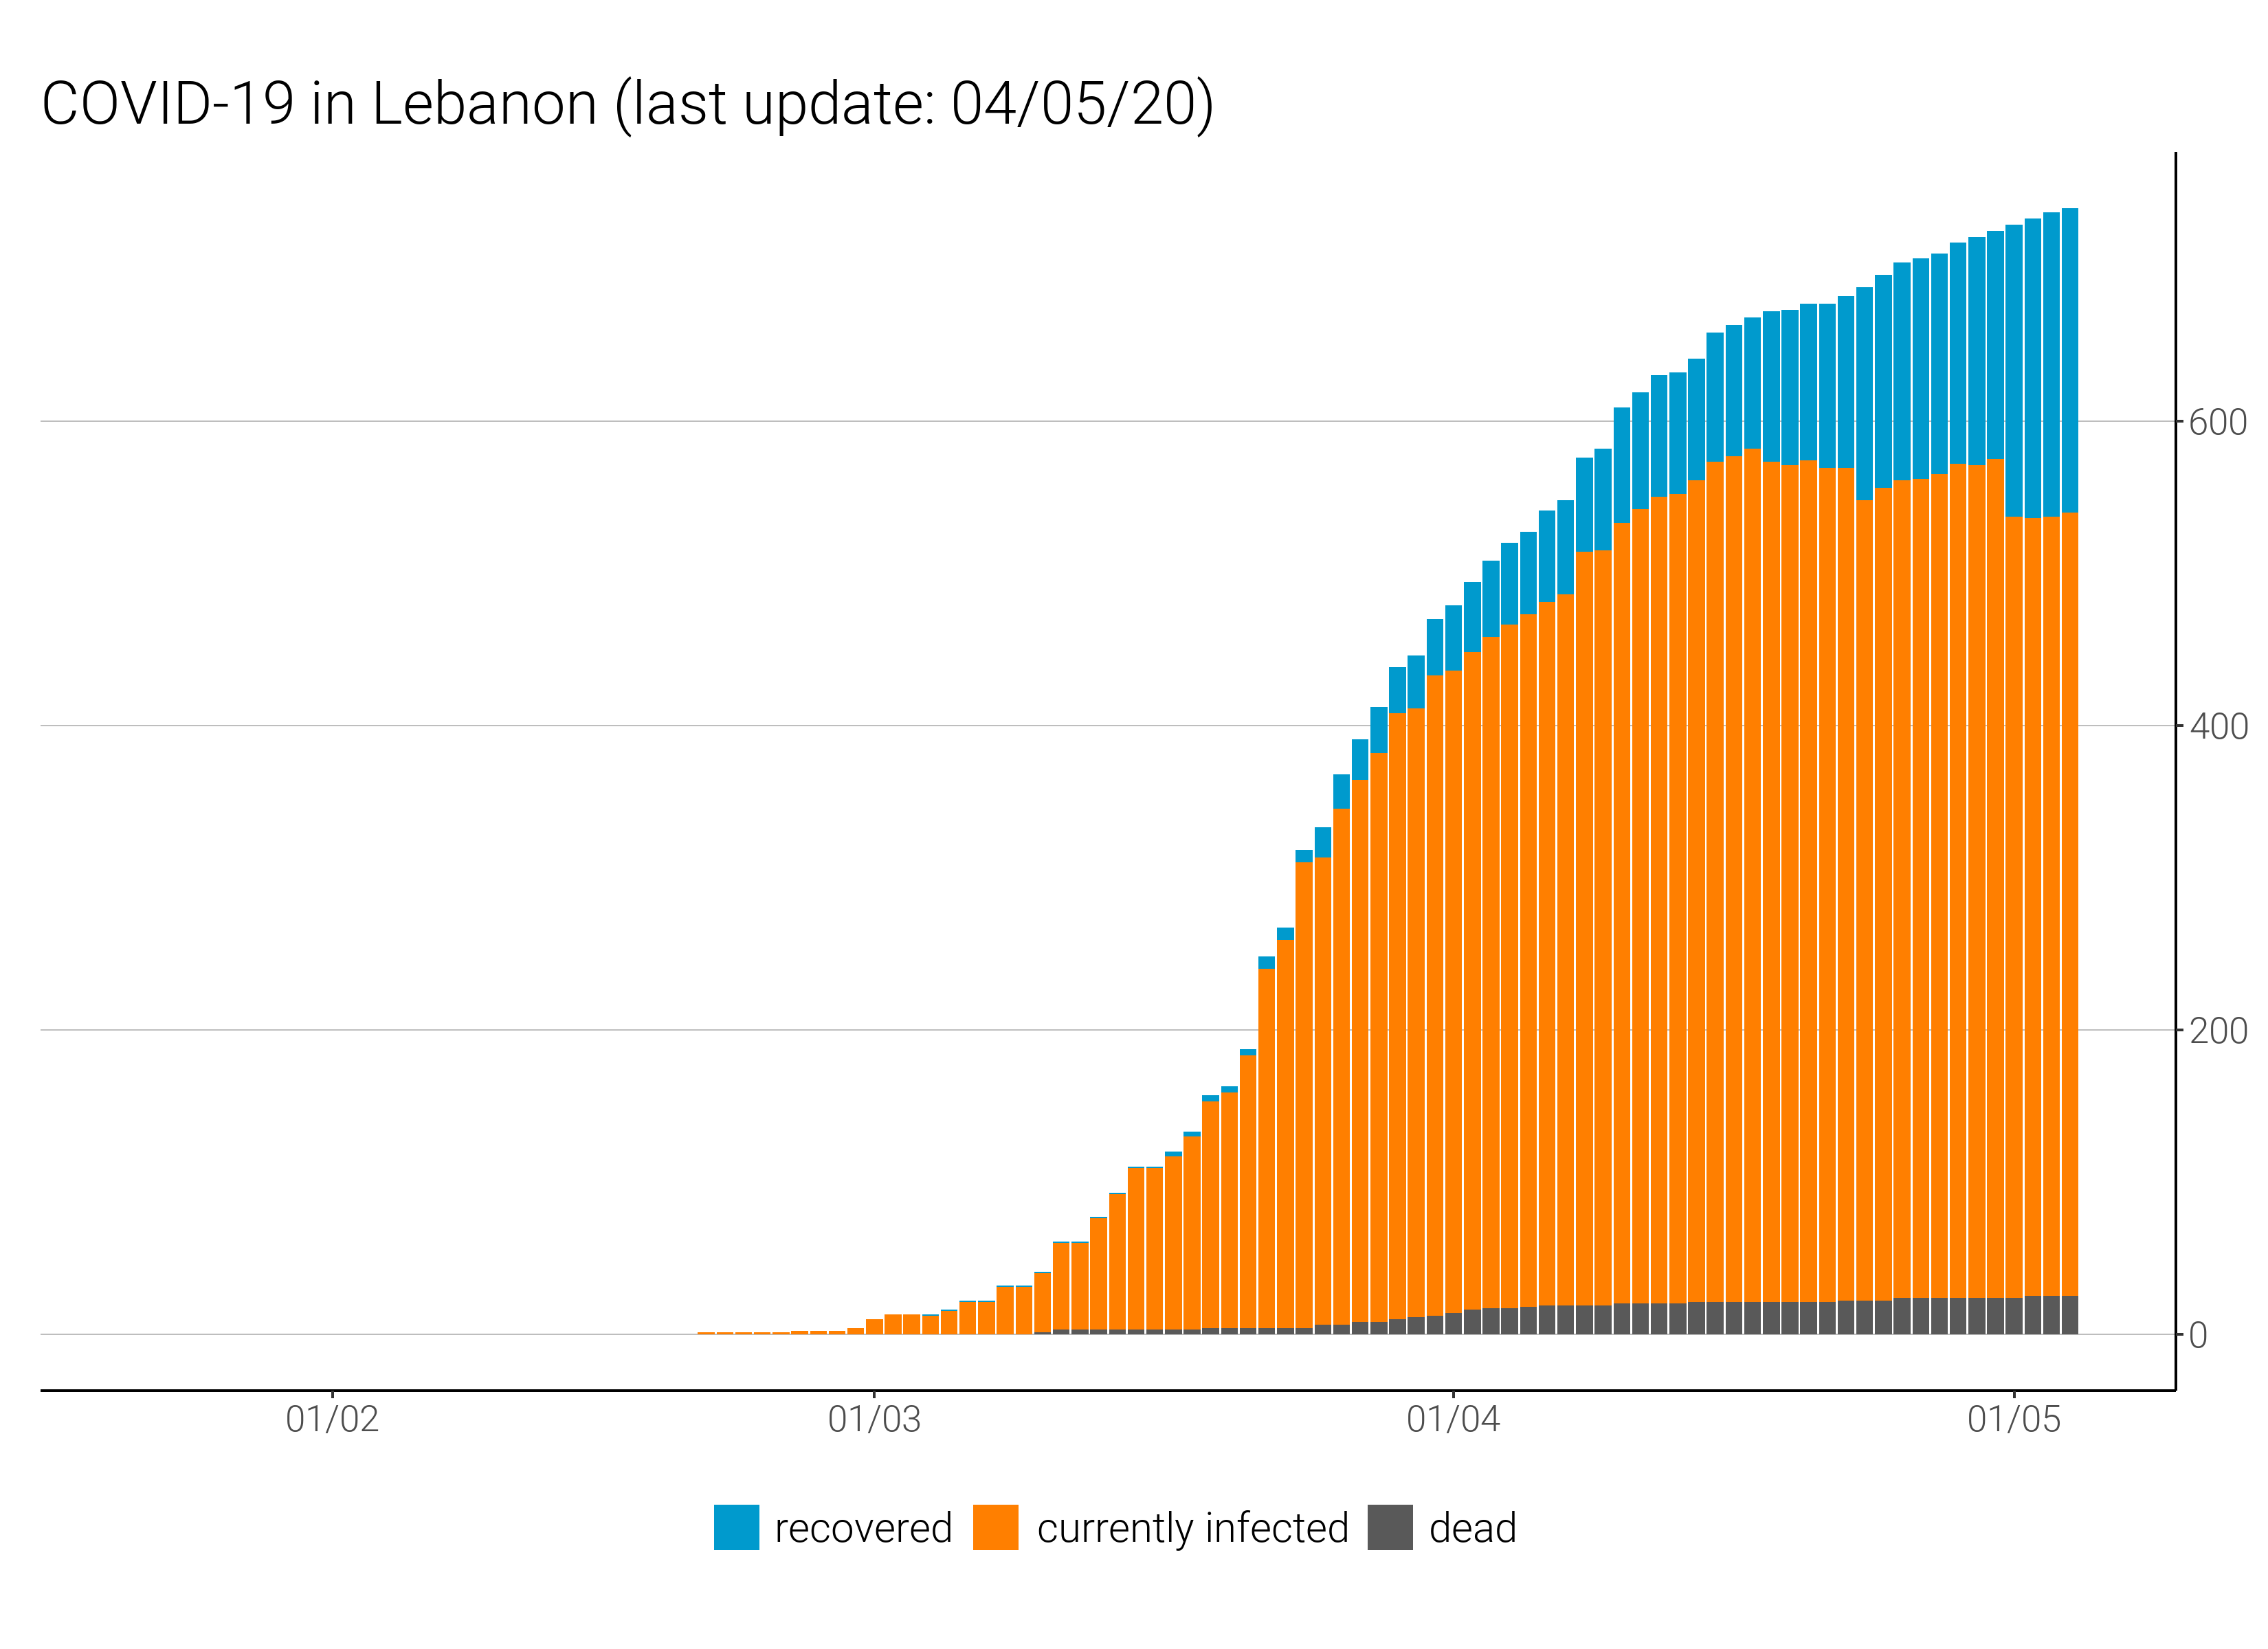 COVID-19 in Lebanon (last update: 04/05/20)
600
400
200
0
01/02 01/03 01/04 01/05
recovered currently infected dead